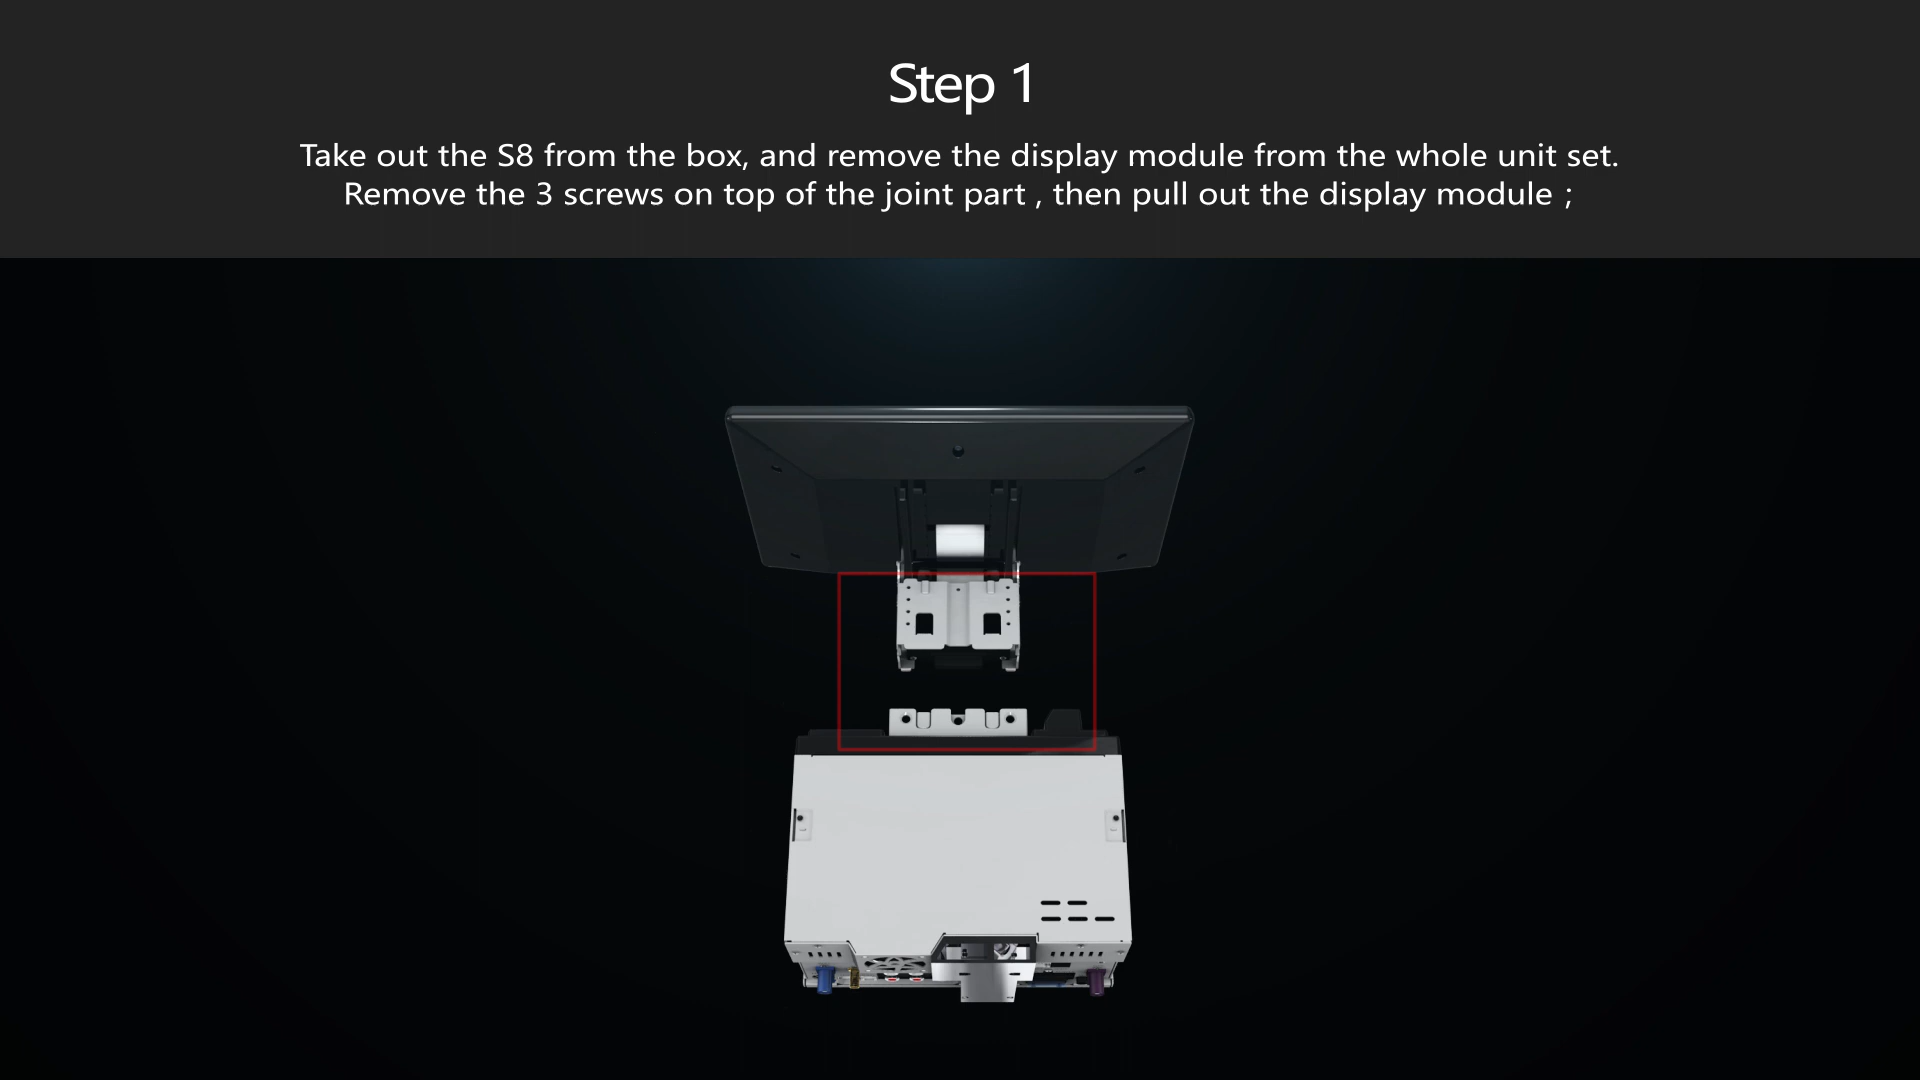 Step 1
Take out the S8 from the box, and remove the display module from the whole unit set.
Remove the 3 screws on top of the joint part , then pull out the display module ;